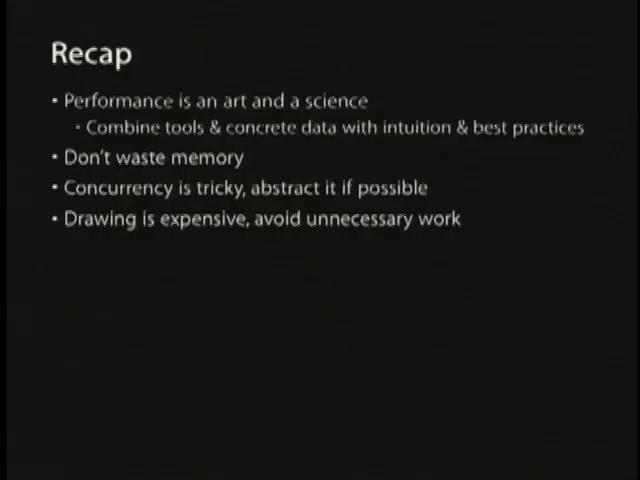 Recap
• Performance is an art and a science
• Combine tools & concrete data with intuition & best practices
• Don't waste memory
• Concurrency is tricky, abstract it if possible
• Drawing is expensive, avoid unnecessary work